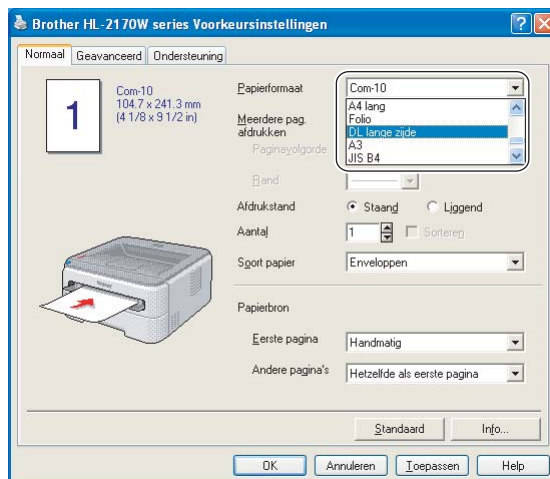 Brother HL-2170W series Voorkeursinstellingen
Normaal Geavanceerd Ondersteuning
1
Com-10
104.7 x 241.3 mm
(4 1/8 x 9 1/2 in)
Papierformaat Com-10
A4 lang
Folio
DL lange zijde
A3
JIS B4
Meerdere pag. afdrukken
Paginavolgorde
Rand
Afdrukstand Staand Liggend
Aantal 1 Sorteren
Soort papier Enveloppen
Papierbron
Eerste pagina Handmatig
Andere pagina's Hetzelfde als eerste pagina
Standaard Info...
OK Annuleren Toepassen Help